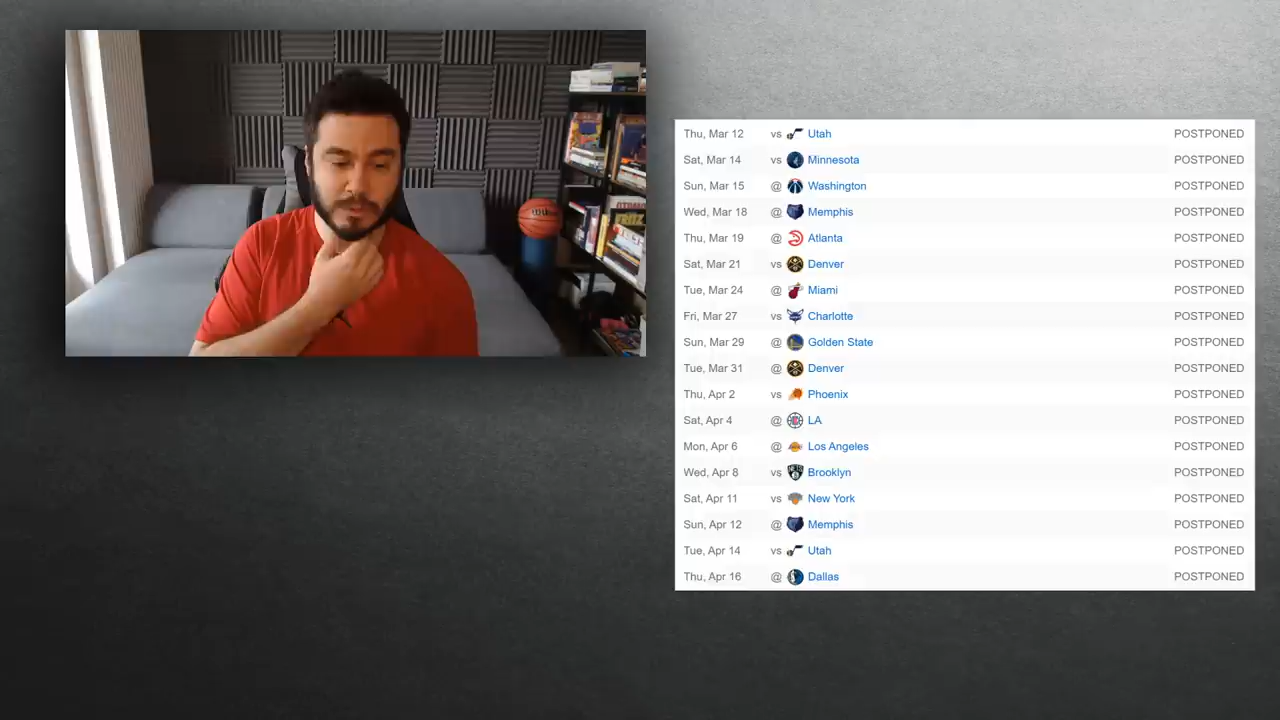 Thu, Mar 12 vs Utah POSTPONED
Sat, Mar 14 vs Minnesota POSTPONED
Sun, Mar 15 @ Washington POSTPONED
Wed, Mar 18 @ Memphis POSTPONED
Thu, Mar 19 @ Atlanta POSTPONED
Sat, Mar 21 vs Denver POSTPONED
Tue, Mar 24 @ Miami POSTPONED
Fri, Mar 27 vs Charlotte POSTPONED
Sun, Mar 29 @ Golden State POSTPONED
Tue, Mar 31 @ Denver POSTPONED
Thu, Apr 2 vs Phoenix POSTPONED
Sat, Apr 4 @ LA POSTPONED
Mon, Apr 6 @ Los Angeles POSTPONED
Wed, Apr 8 vs Brooklyn POSTPONED
Sat, Apr 11 vs New York POSTPONED
Sun, Apr 12 @ Memphis POSTPONED
Tue, Apr 14 vs Utah POSTPONED
Thu, Apr 16 @ Dallas POSTPONED